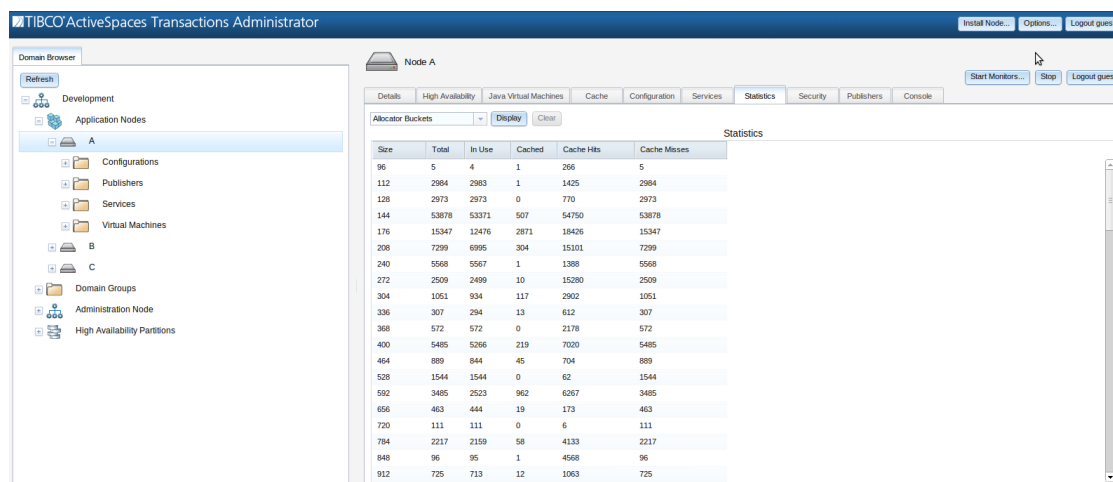 TIBCO® ActiveSpaces Transactions Administrator
Install Node... Options... Logout gues
Domain Browser
Refresh
Development
Application Nodes
A
Configurations
Publishers
Services
Virtual Machines
B
C
Domain Groups
Administration Node
High Availability Partitions
Node A
Start Monitors... Stop Logout gues
Details High Availability Java Virtual Machines Cache Configuration Services Statistics Security Publishers Console
Allocator Buckets Display Clear
Statistics
Size Total In Use Cached Cache Hits Cache Misses
96 5 4 1 266 5
112 2984 2983 1 1425 2984
128 2973 2973 0 770 2973
144 53878 53371 507 54750 53878
176 15347 12476 2871 18426 15347
208 7299 6995 304 15101 7299
240 5568 5567 1 1388 5568
272 2509 2499 10 15280 2509
304 1051 934 117 2902 1051
336 307 294 13 612 307
368 572 572 0 2178 572
400 5485 5266 219 7020 5485
464 889 844 45 704 889
528 1544 1544 0 62 1544
592 3485 2523 962 6267 3485
656 463 444 19 173 463
720 111 111 0 6 111
784 2217 2159 58 4133 2217
848 96 95 1 4568 96
912 725 713 12 1063 725